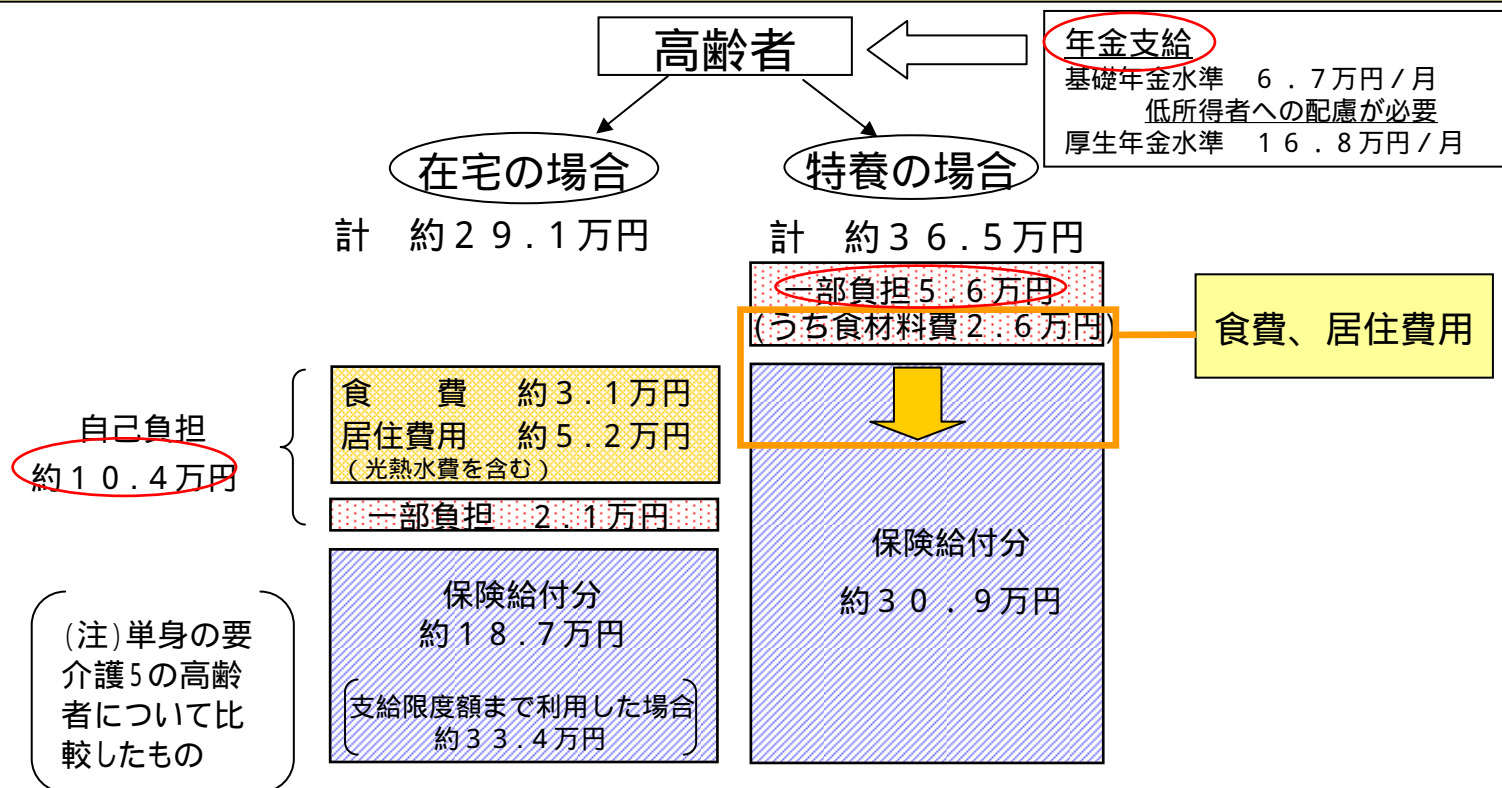 高齢者
年金支給
基礎年金水準　６．７万円／月
低所得者への配慮が必要
厚生年金水準　１６．８万円／月
在宅の場合
計　約２９.１万円
特養の場合
計　約３６.５万円
一部負担５.６万円
(うち食材料費２.６万円)
食費、居住費用
自己負担
約１０.４万円
食　　費　約３.１万円
居住費用　約５.２万円
（光熱水費を含む）
一部負担　２.１万円
保険給付分
約１８.７万円
支給限度額まで利用した場合
約３３.４万円
保険給付分
約３０．９万円
(注)単身の要
介護5の高齢
者について比
較したもの